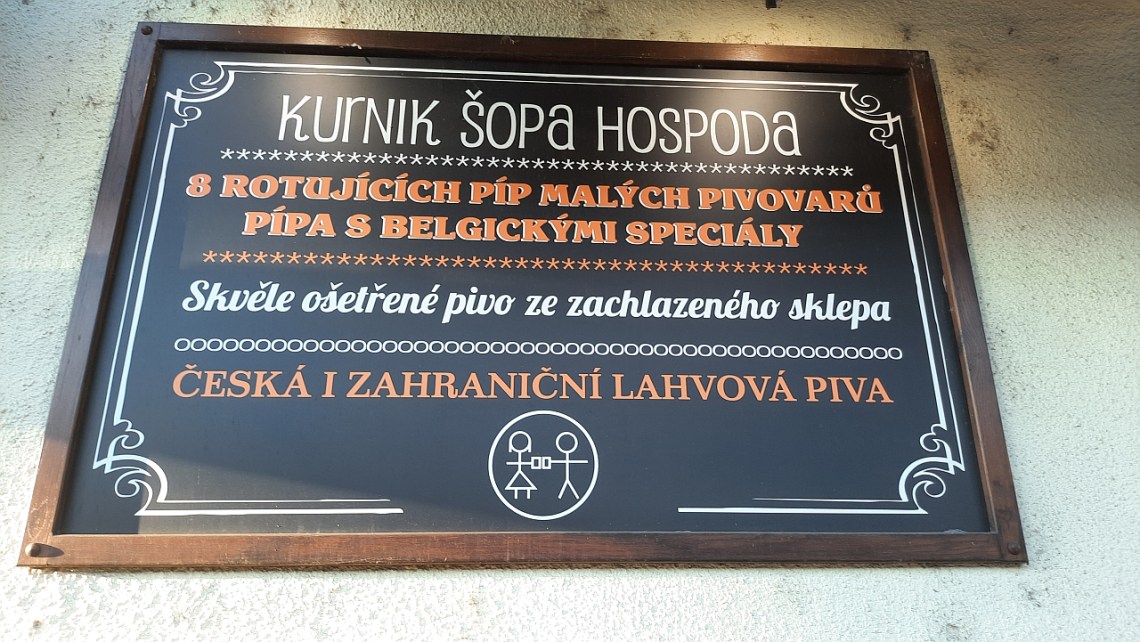 KURNIK ŠOPA HOSPODA
****************************************
8 ROTUJÍCÍCH PÍP MALÝCH PIVOVARŮ
PÍPA S BELGICKÝMI SPECIÁLY
****************************************
Skvěle ošetřené pivo ze zachlazeného sklepa
oooooooooooooooooooooooooooooooooooooooooooo
ČESKÁ I ZAHRANIČNÍ LAHVOVÁ PIVA